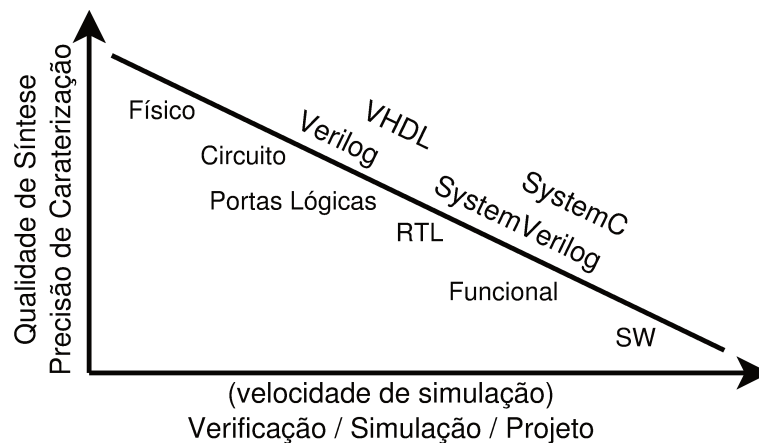 Qualidade de Síntese
Precisão de Caraterização
Físico
Circuito
Portas Lógicas
RTL
Funcional
SW
Verilog
VHDL
SystemVerilog
SystemC
(velocidade de simulação)
Verificação / Simulação / Projeto